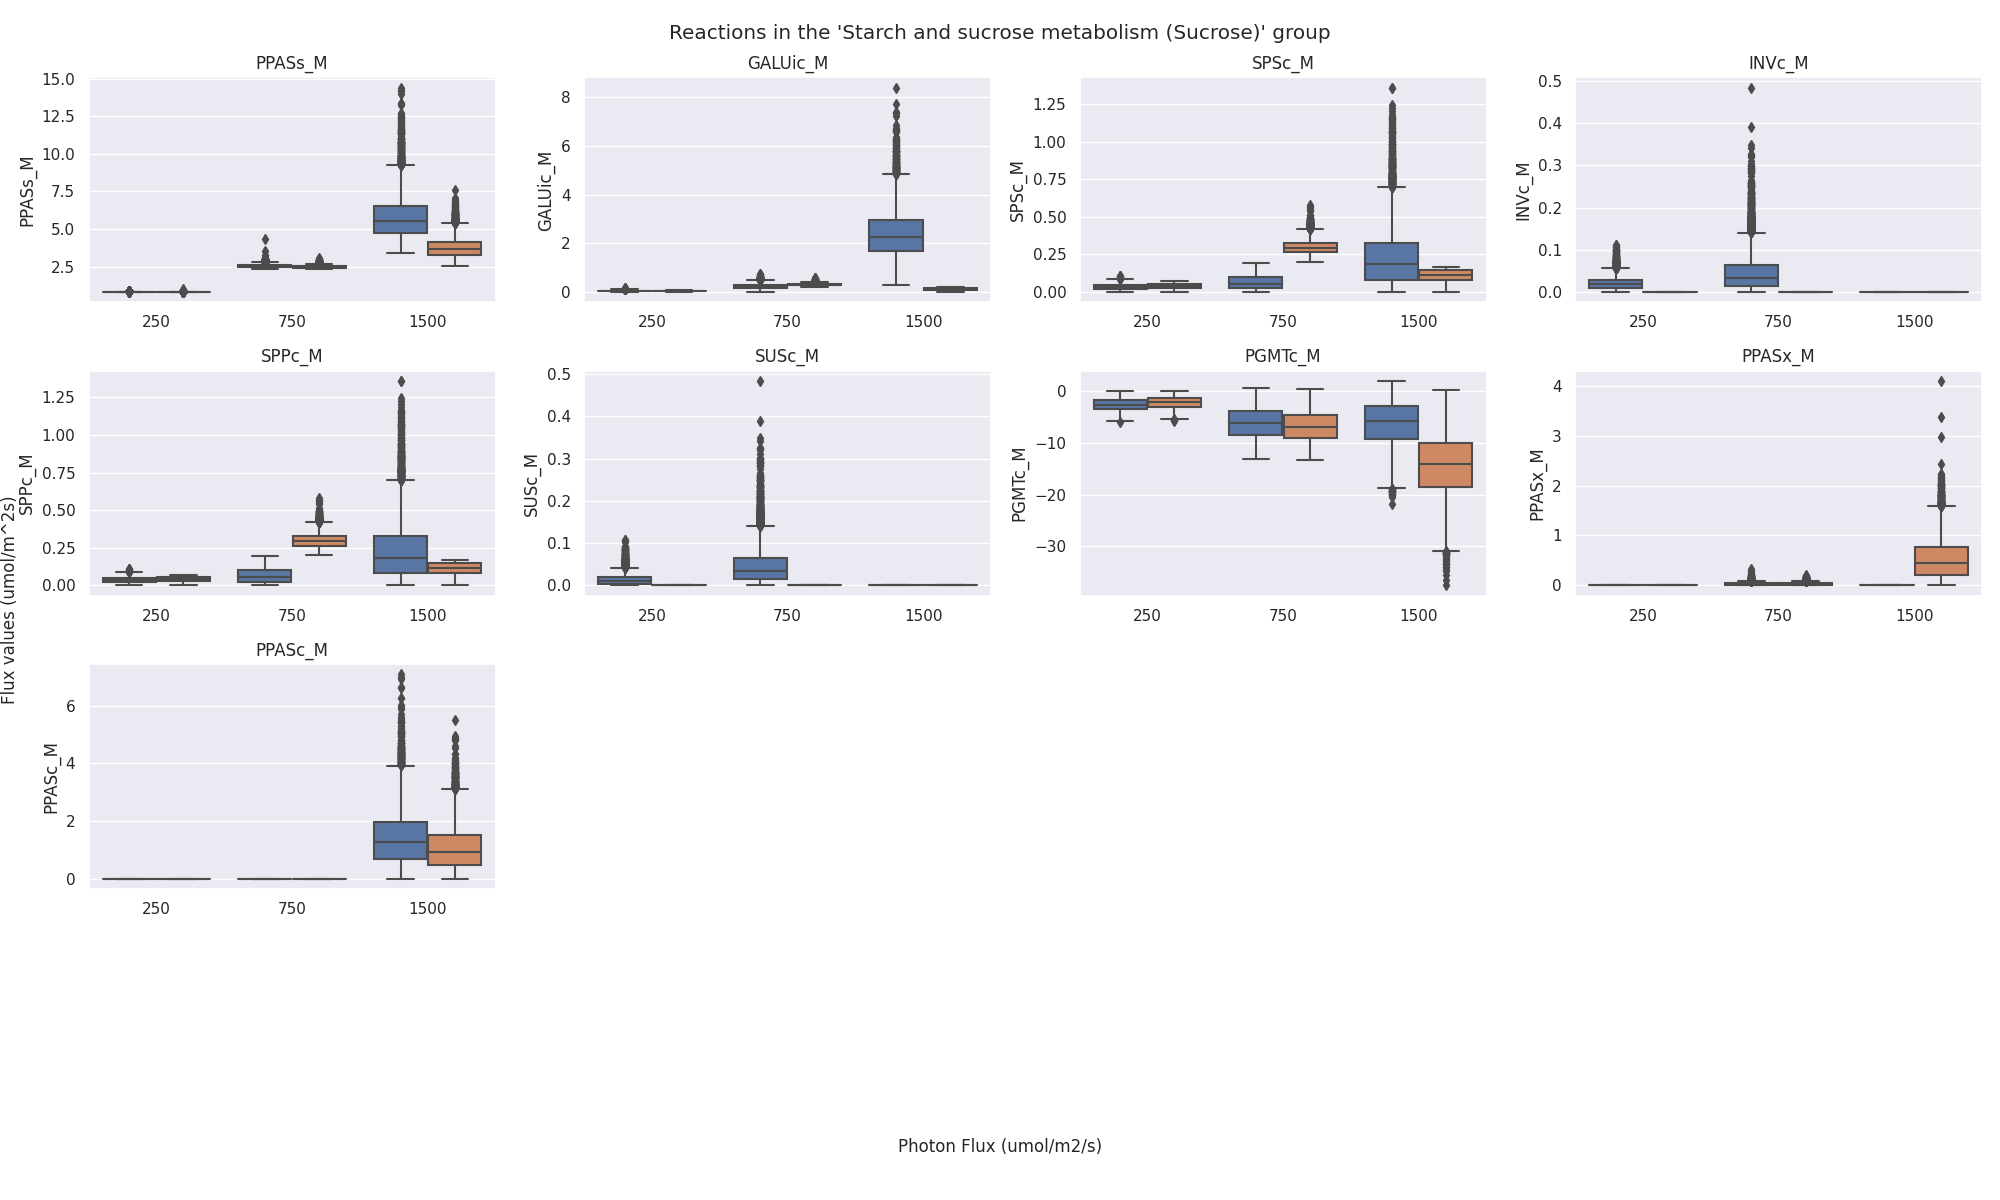 Reactions in the 'Starch and sucrose metabolism (Sucrose)' group
PPASs_M
PPASs_M
15.0
12.5
10.0
7.5
5.0
2.5
250 750 1500
GALUic_M
GALUic_M
8
6
4
2
0
250 750 1500
SPSc_M
SPSc_M
1.25
1.00
0.75
0.50
0.25
0.00
250 750 1500
INVc_M
INVc_M
0.5
0.4
0.3
0.2
0.1
0.0
250 750 1500
SPPc_M
SPPc_M
1.25
1.00
0.75
0.50
0.25
0.00
250 750 1500
SUSc_M
SUSc_M
0.5
0.4
0.3
0.2
0.1
0.0
250 750 1500
PGMTc_M
PGMTc_M
0
−10
−20
−30
250 750 1500
PPASx_M
PPASx_M
4
3
2
1
0
250 750 1500
Flux values (umol/m^2s)
PPASc_M
PPASc_M
6
4
2
0
250 750 1500
Photon Flux (umol/m2/s)